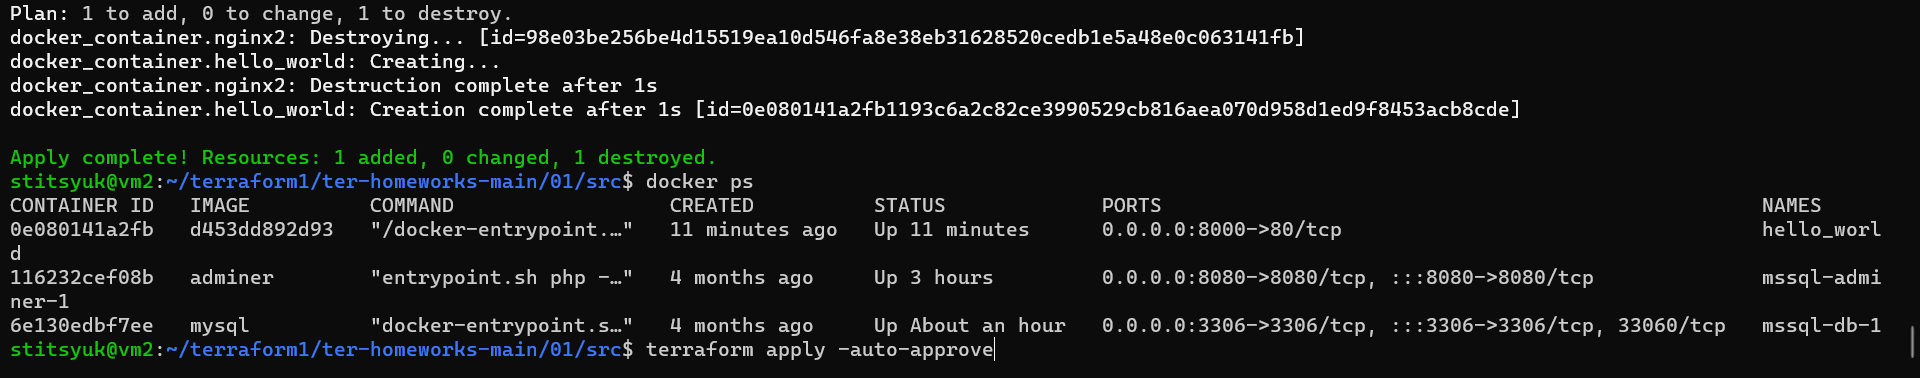 Plan: 1 to add, 0 to change, 1 to destroy.
docker_container.nginx2: Destroying... [id=98e03be256be4d15519ea10d546fa8e38eb31628520cedb1e5a48e0c063141fb]
docker_container.hello_world: Creating...
docker_container.nginx2: Destruction complete after 1s
docker_container.hello_world: Creation complete after 1s [id=0e080141a2fb1193c6a2c82ce3990529cb816aea070d958d1ed9f8453acb8cde]
Apply complete! Resources: 1 added, 0 changed, 1 destroyed.
stitsyuk@vm2:~/terraform1/ter-homeworks-main/01/src$ docker ps
CONTAINER ID   IMAGE          COMMAND                  CREATED          STATUS             PORTS                                                  NAMES
0e080141a2fb   d453dd892d93   "/docker-entrypoint.…"   11 minutes ago   Up 11 minutes      0.0.0.0:8000->80/tcp                                   hello_worl
d
116232cef08b   adminer        "entrypoint.sh php -…"   4 months ago     Up 3 hours         0.0.0.0:8080->8080/tcp, :::8080->8080/tcp              mssql-admi
ner-1
6e130edbf7ee   mysql          "docker-entrypoint.s…"   4 months ago     Up About an hour   0.0.0.0:3306->3306/tcp, :::3306->3306/tcp, 33060/tcp   mssql-db-1
stitsyuk@vm2:~/terraform1/ter-homeworks-main/01/src$ terraform apply -auto-approve